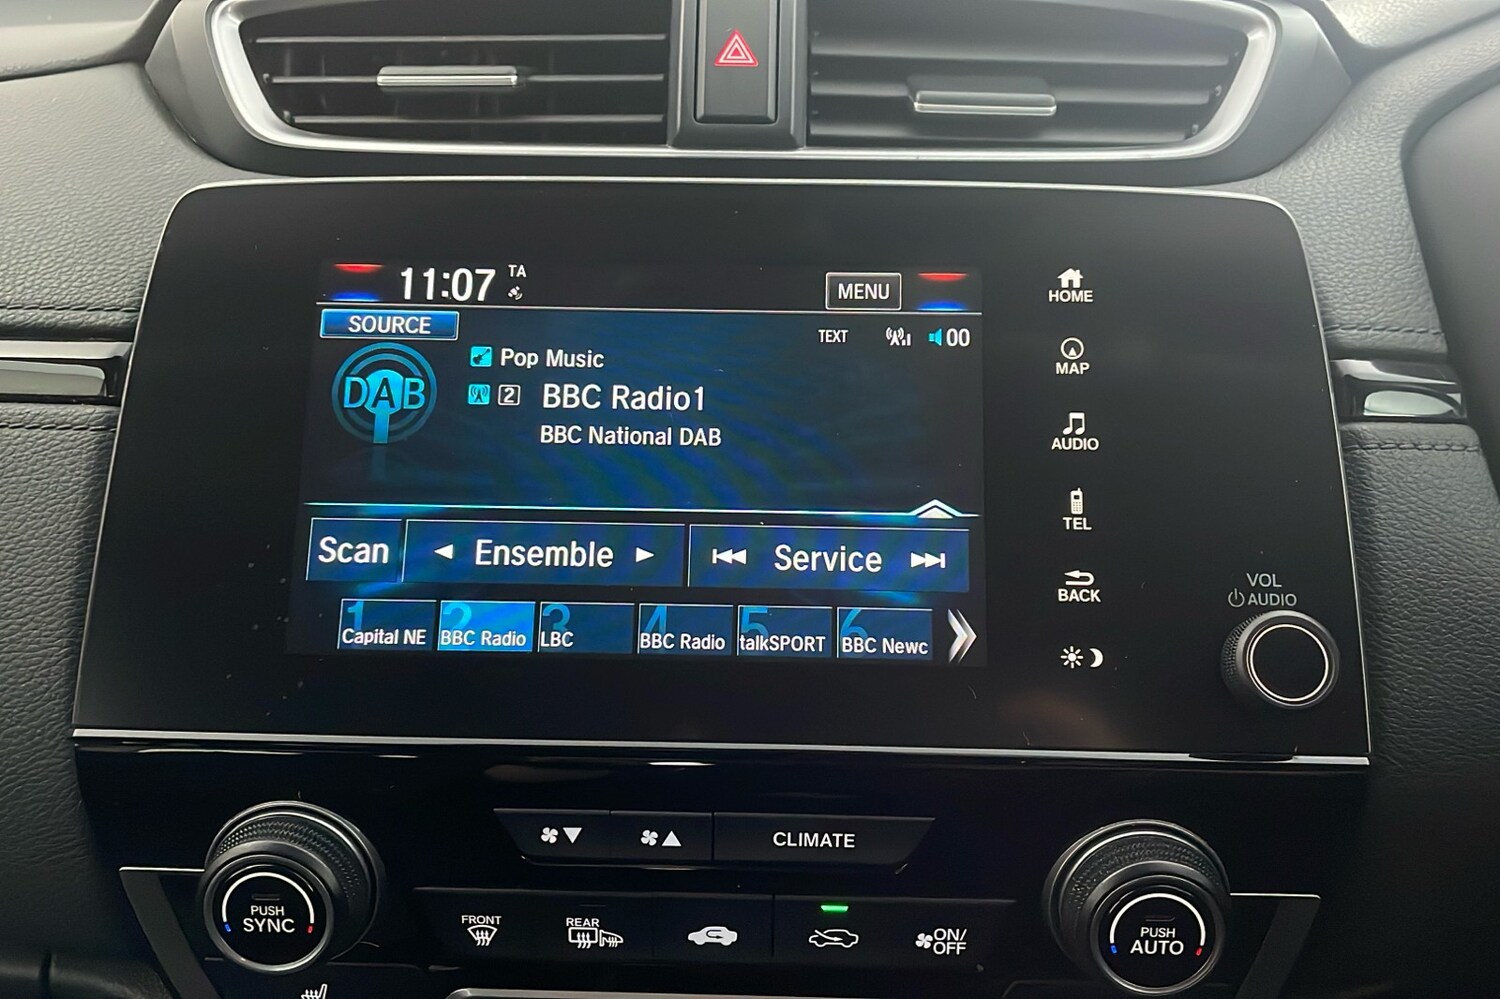 11:07 TA
MENU
SOURCE
TEXT
00
DAB
Pop Music
2 BBC Radio1
BBC National DAB
Scan
Ensemble
Service
1 Capital NE
2 BBC Radio
3 LBC
4 BBC Radio
5 talkSPORT
6 BBC Newc
HOME
MAP
AUDIO
TEL
BACK
VOL
AUDIO
CLIMATE
PUSH
SYNC
FRONT
REAR
ON/
OFF
PUSH
AUTO